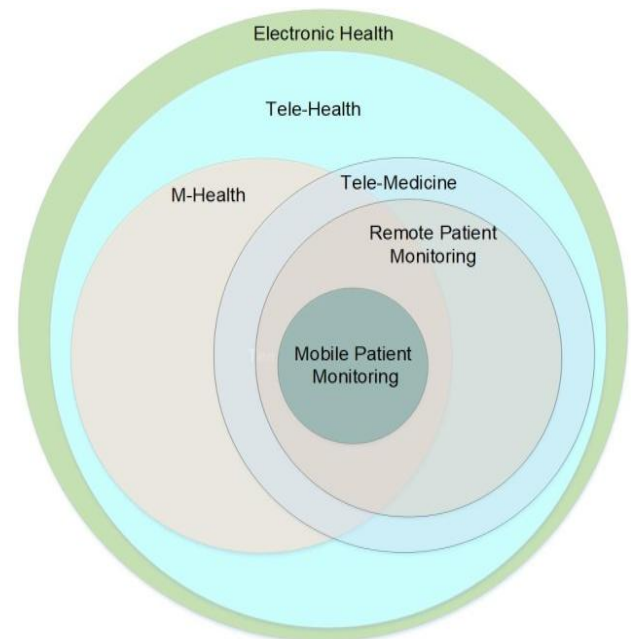 Electronic Health
Tele-Health
M-Health
Tele-Medicine
Remote Patient
Monitoring
Mobile Patient
Monitoring